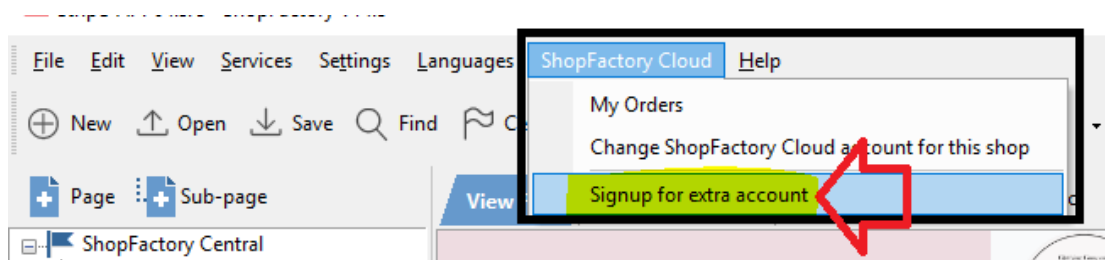 File Edit View Services Settings Languages ShopFactory Cloud Help
New Open Save Find
My Orders
Change ShopFactory Cloud account for this shop
Page Sub-page
View
Signup for extra account
ShopFactory Central